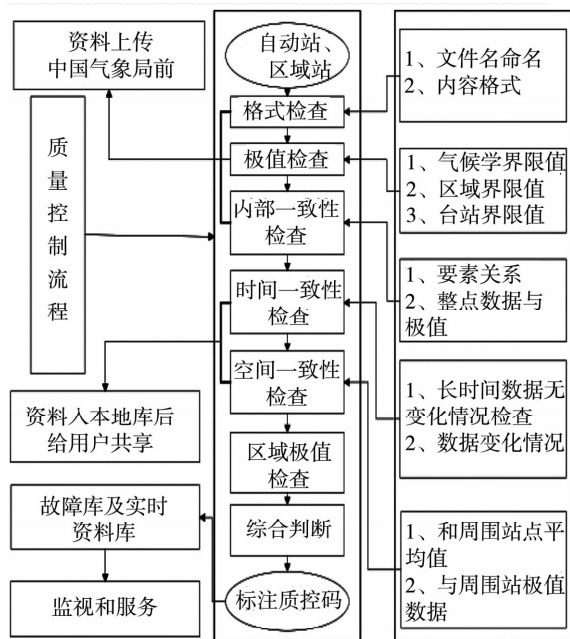 资料上传
中国气象局前
质
量
控
制
流
程
资料入本地库后
给用户共享
故障库及实时
资料库
监视和服务
自动站、
区域站
格式检查
极值检查
内部一致性
检查
时间一致性
检查
空间一致性
检查
区域极值
检查
综合判断
标注质控码
1、文件名命名
2、内容格式
1、气候学界限值
2、区域界限值
3、台站界限值
1、要素关系
2、整点数据与
极值
1、长时间数据无
变化情况检查
2、数据变化情况
1、和周围站点平
均值
2、与周围站极值
数据